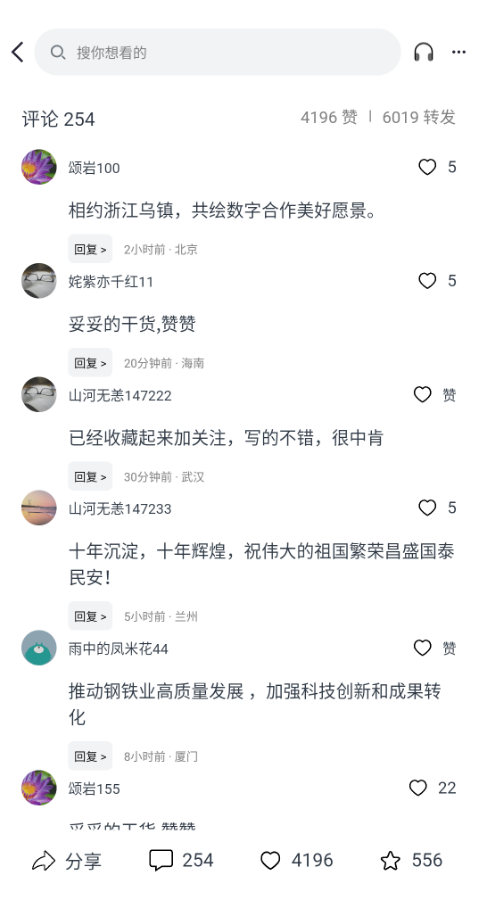 搜你想看的
评论 254
4196 赞 | 6019 转发
颂岩100
5
相约浙江乌镇，共绘数字合作美好愿景。
回复 >
2小时前 · 北京
姹紫亦千红11
5
妥妥的干货,赞赞
回复 >
20分钟前 · 海南
山河无恙147222
赞
已经收藏起来加关注，写的不错，很中肯
回复 >
30分钟前 · 武汉
山河无恙147233
5
十年沉淀，十年辉煌，祝伟大的祖国繁荣昌盛国泰
民安！
回复 >
5小时前 · 兰州
雨中的凤米花44
赞
推动钢铁业高质量发展 ，加强科技创新和成果转
化
回复 >
8小时前 · 厦门
颂岩155
22
妥妥的干货,赞赞
分享
254
4196
556